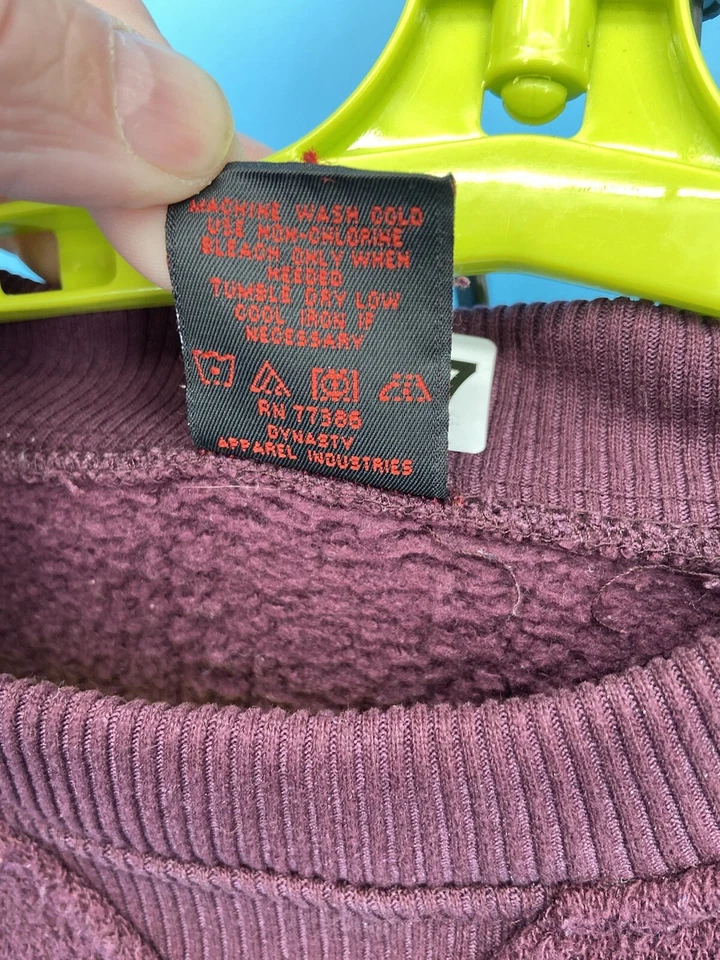 MACHINE WASH COLD
USE NON-CHLORINE
BLEACH ONLY WHEN
NEEDED
TUMBLE DRY LOW
COOL IRON IF
NECESSARY
RN 77386
DYNASTY
APPAREL INDUSTRIES
7